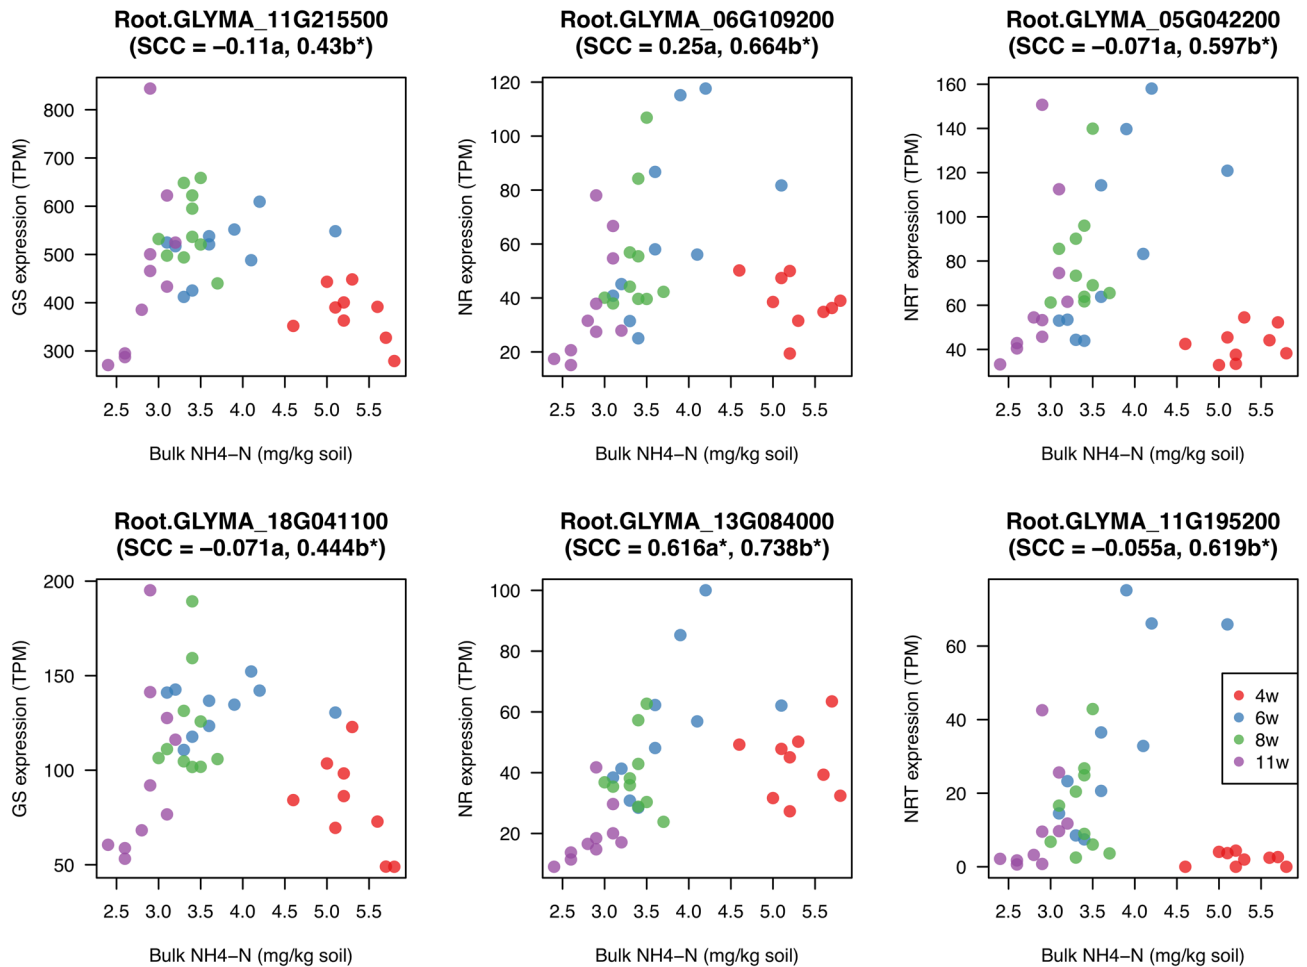 Root.GLYMA_11G215500
(SCC = −0.11a, 0.43b*)
GS expression (TPM)
800
700
600
500
400
300
2.5 3.0 3.5 4.0 4.5 5.0 5.5
Bulk NH4−N (mg/kg soil)
Root.GLYMA_06G109200
(SCC = 0.25a, 0.664b*)
NR expression (TPM)
120
100
80
60
40
20
2.5 3.0 3.5 4.0 4.5 5.0 5.5
Bulk NH4−N (mg/kg soil)
Root.GLYMA_05G042200
(SCC = −0.071a, 0.597b*)
NRT expression (TPM)
160
140
120
100
80
60
40
2.5 3.0 3.5 4.0 4.5 5.0 5.5
Bulk NH4−N (mg/kg soil)
Root.GLYMA_18G041100
(SCC = −0.071a, 0.444b*)
GS expression (TPM)
200
150
100
50
2.5 3.0 3.5 4.0 4.5 5.0 5.5
Bulk NH4−N (mg/kg soil)
Root.GLYMA_13G084000
(SCC = 0.616a*, 0.738b*)
NR expression (TPM)
100
80
60
40
20
2.5 3.0 3.5 4.0 4.5 5.0 5.5
Bulk NH4−N (mg/kg soil)
Root.GLYMA_11G195200
(SCC = −0.055a, 0.619b*)
NRT expression (TPM)
60
40
20
0
2.5 3.0 3.5 4.0 4.5 5.0 5.5
Bulk NH4−N (mg/kg soil)
4w
6w
8w
11w